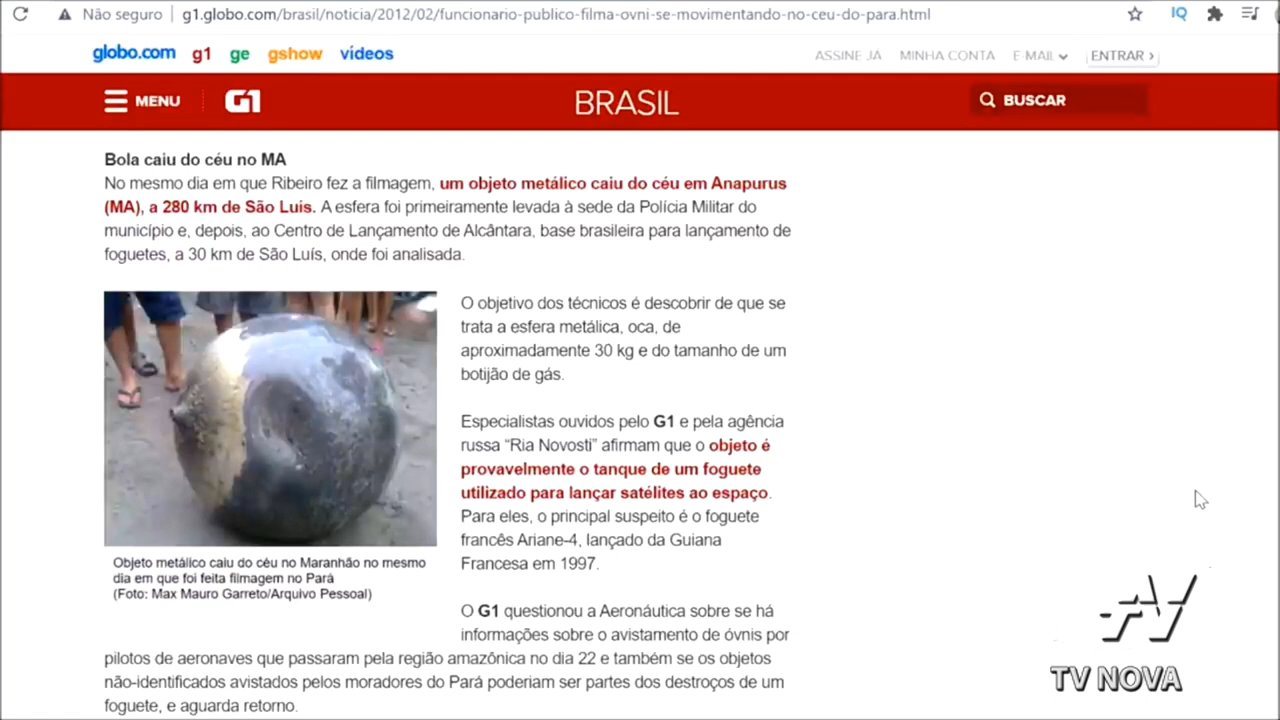 Não seguro
g1.globo.com/brasil/noticia/2012/02/funcionario-publico-filma-ovni-se-movimentando-no-ceu-do-para.html
IQ
globo.com g1 ge gshow vídeos
ASSINE JÁ MINHA CONTA E-MAIL ENTRAR ›
MENU G1 BRASIL BUSCAR
Bola caiu do céu no MA
No mesmo dia em que Ribeiro fez a filmagem, um objeto metálico caiu do céu em Anapurus
(MA), a 280 km de São Luis. A esfera foi primeiramente levada à sede da Polícia Militar do
município e, depois, ao Centro de Lançamento de Alcântara, base brasileira para lançamento de
foguetes, a 30 km de São Luís, onde foi analisada.
O objetivo dos técnicos é descobrir de que se
trata a esfera metálica, oca, de
aproximadamente 30 kg e do tamanho de um
botijão de gás.
Especialistas ouvidos pelo G1 e pela agência
russa “Ria Novosti” afirmam que o objeto é
provavelmente o tanque de um foguete
utilizado para lançar satélites ao espaço.
Para eles, o principal suspeito é o foguete
francês Ariane-4, lançado da Guiana
Francesa em 1997.
Objeto metálico caiu do céu no Maranhão no mesmo
dia em que foi feita filmagem no Pará
(Foto: Max Mauro Garreto/Arquivo Pessoal)
O G1 questionou a Aeronáutica sobre se há
informações sobre o avistamento de óvnis por
pilotos de aeronaves que passaram pela região amazônica no dia 22 e também se os objetos
não-identificados avistados pelos moradores do Pará poderiam ser partes dos destroços de um
foguete, e aguarda retorno.
TV NOVA